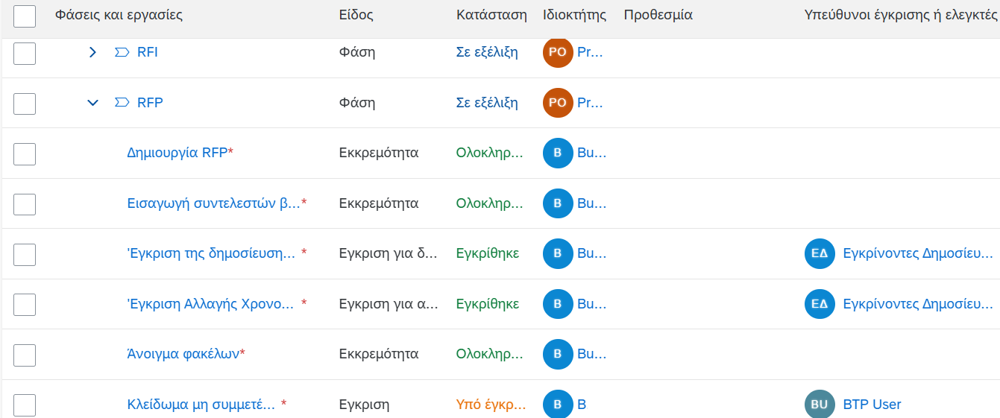 Φάσεις και εργασίες Είδος Κατάσταση Ιδιοκτήτης Προθεσμία Υπεύθυνοι έγκρισης ή ελεγκτές
RFI Φάση Σε εξέλιξη PO Pr...
RFP Φάση Σε εξέλιξη PO Pr...
Δημιουργία RFP* Εκκρεμότητα Ολοκληρ... B Bu...
Εισαγωγή συντελεστών β...* Εκκρεμότητα Ολοκληρ... B Bu...
'Εγκριση της δημοσίευση... * Εγκριση για δ... Εγκρίθηκε B Bu... ΕΔ Εγκρίνοντες Δημοσίευ...
'Εγκριση Αλλαγής Χρονο... * Εγκριση για α... Εγκρίθηκε B Bu... ΕΔ Εγκρίνοντες Δημοσίευ...
Άνοιγμα φακέλων* Εκκρεμότητα Ολοκληρ... B Bu...
Κλείδωμα μη συμμετέ... * Εγκριση Υπό έγκρ... B B BU BTP User